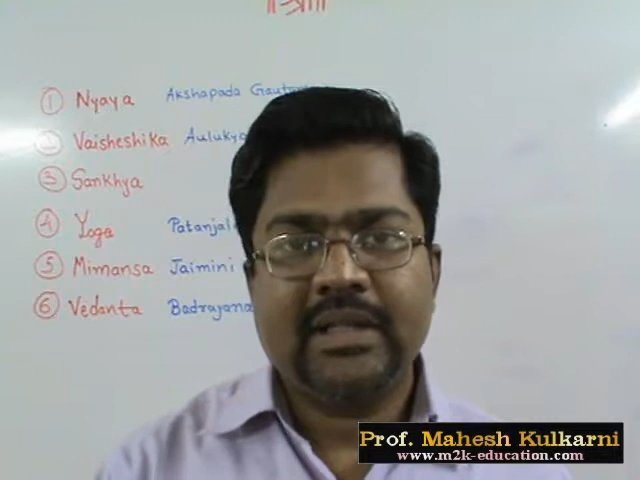 ① Nyaya Akshapada
② Vaisheshika
③ Sankhya
④ Yoga
⑤ Mimansa Jaimini
⑥ Vedanta Badrayana
Prof. Mahesh Kulkarni
www.m2k-education.com